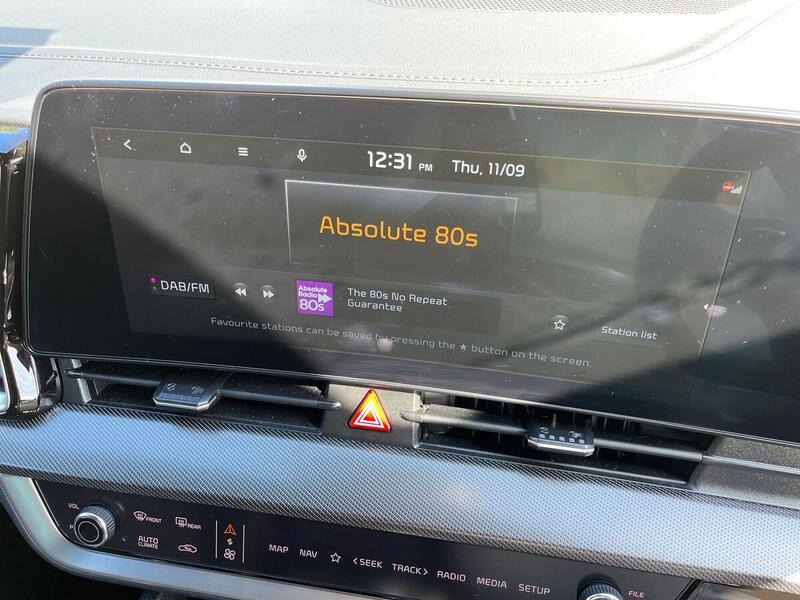 12:31 PM Thu, 11/09
Absolute 80s
DAB/FM
Absolute
Radio
80s
The 80s No Repeat
Guarantee
Station list
Favourite stations can be saved by pressing the ★ button on the screen.
VOL
FRONT
REAR
AUTO
CLIMATE
MAP NAV ☆ <SEEK TRACK> RADIO MEDIA SETUP
FILE